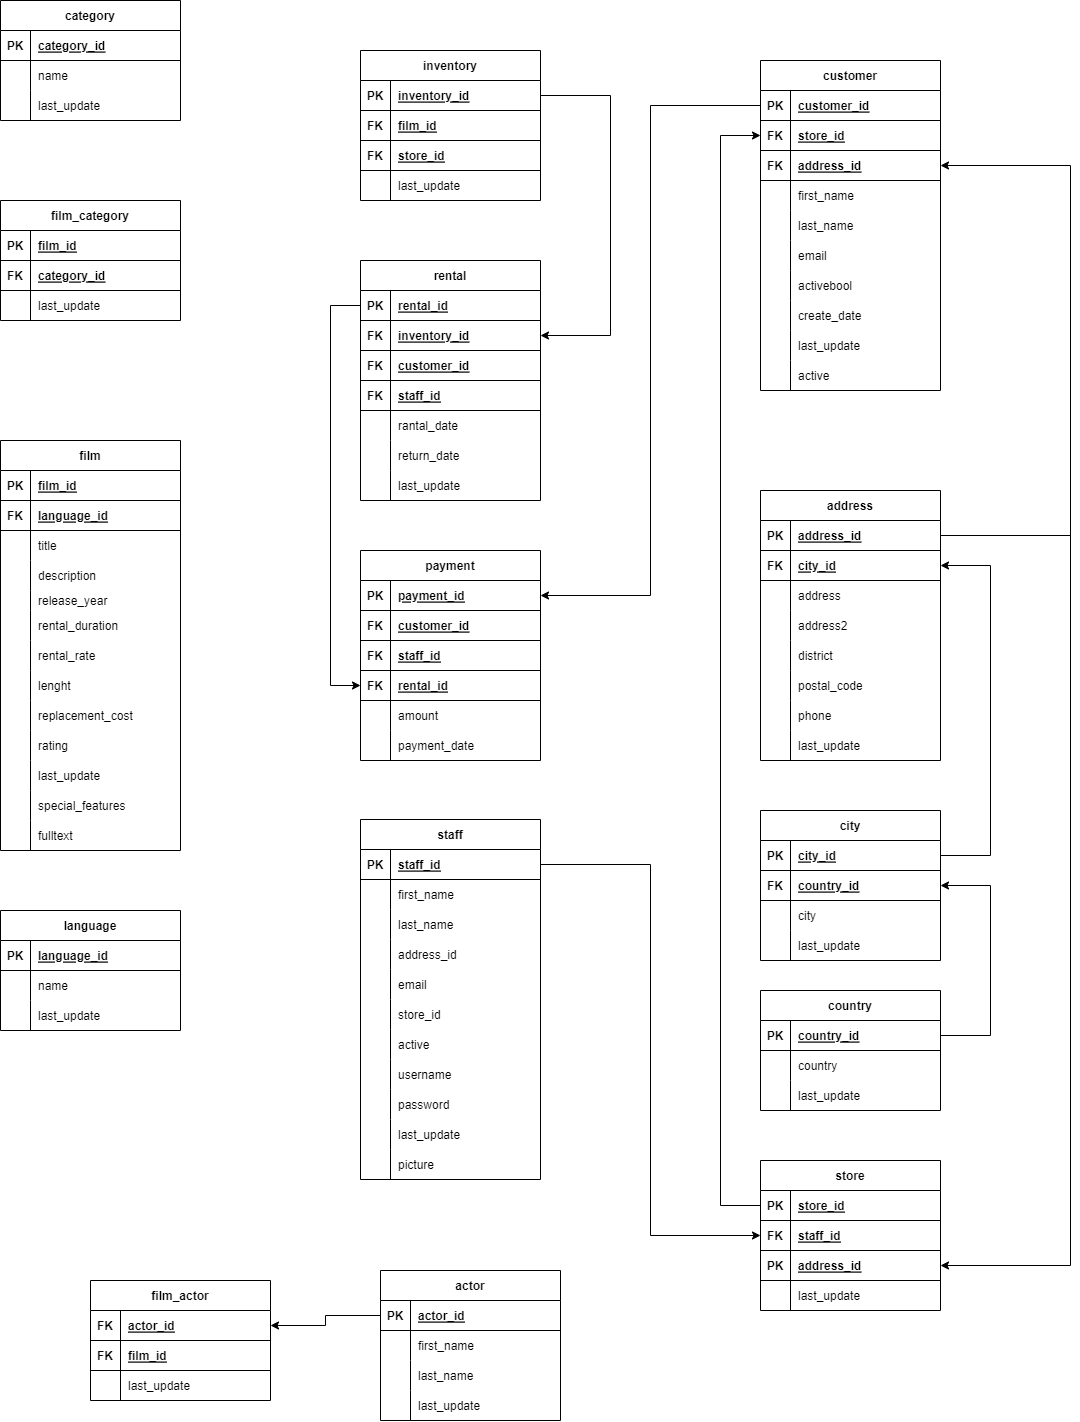 category
PK category_id
name
last_update
film_category
PK film_id
FK category_id
last_update
film
PK film_id
FK language_id
title
description
release_year
rental_duration
rental_rate
lenght
replacement_cost
rating
last_update
special_features
fulltext
language
PK language_id
name
last_update
inventory
PK inventory_id
FK film_id
FK store_id
last_update
rental
PK rental_id
FK inventory_id
FK customer_id
FK staff_id
rantal_date
return_date
last_update
payment
PK payment_id
FK customer_id
FK staff_id
FK rental_id
amount
payment_date
staff
PK staff_id
first_name
last_name
address_id
email
store_id
active
username
password
last_update
picture
customer
PK customer_id
FK store_id
FK address_id
first_name
last_name
email
activebool
create_date
last_update
active
address
PK address_id
FK city_id
address
address2
district
postal_code
phone
last_update
city
PK city_id
FK country_id
city
last_update
country
PK country_id
country
last_update
store
PK store_id
FK staff_id
PK address_id
last_update
film_actor
FK actor_id
FK film_id
last_update
actor
PK actor_id
first_name
last_name
last_update